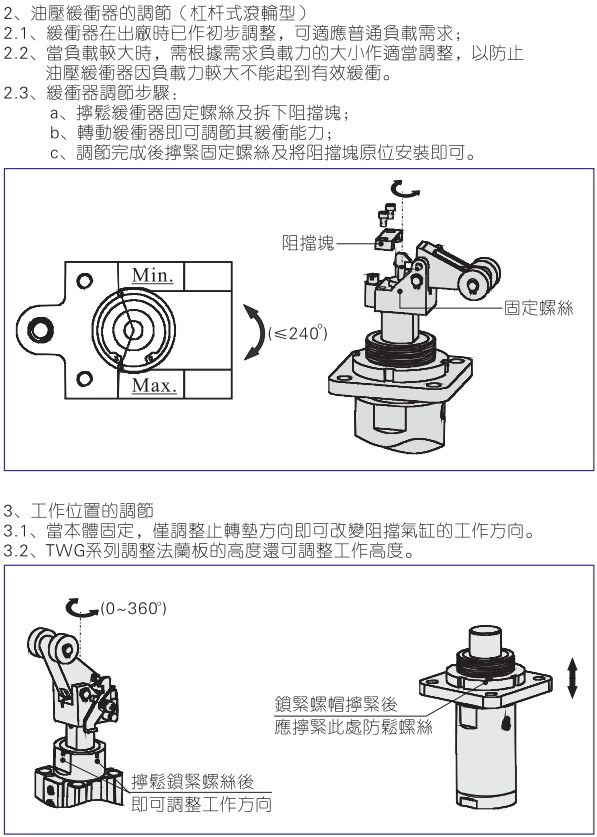 2、油壓緩衝器的調節（杠杆式滾輪型）
2.1、緩衝器在出廠時已作初步調整，可適應普通負載需求；
2.2、當負載較大時，需根據需求負載力的大小作適當調整，以防止
油壓緩衝器因負載力較大不能起到有效緩衝。
2.3、緩衝器調節步驟：
a、擰鬆緩衝器固定螺絲及拆下阻擋塊；
b、轉動緩衝器即可調節其緩衝能力；
c、調節完成後擰緊固定螺絲及將阻擋塊原位安裝即可。
阻擋塊
Min.
固定螺絲
(≤240°)
Max.
3、工作位置的調節
3.1、當本體固定，僅調整止轉墊方向即可改變阻擋氣缸的工作方向。
3.2、TWG系列調整法蘭板的高度還可調整工作高度。
(0~360°)
鎖緊螺帽擰緊後
應擰緊此處防鬆螺絲
擰鬆鎖緊螺絲後
即可調整工作方向